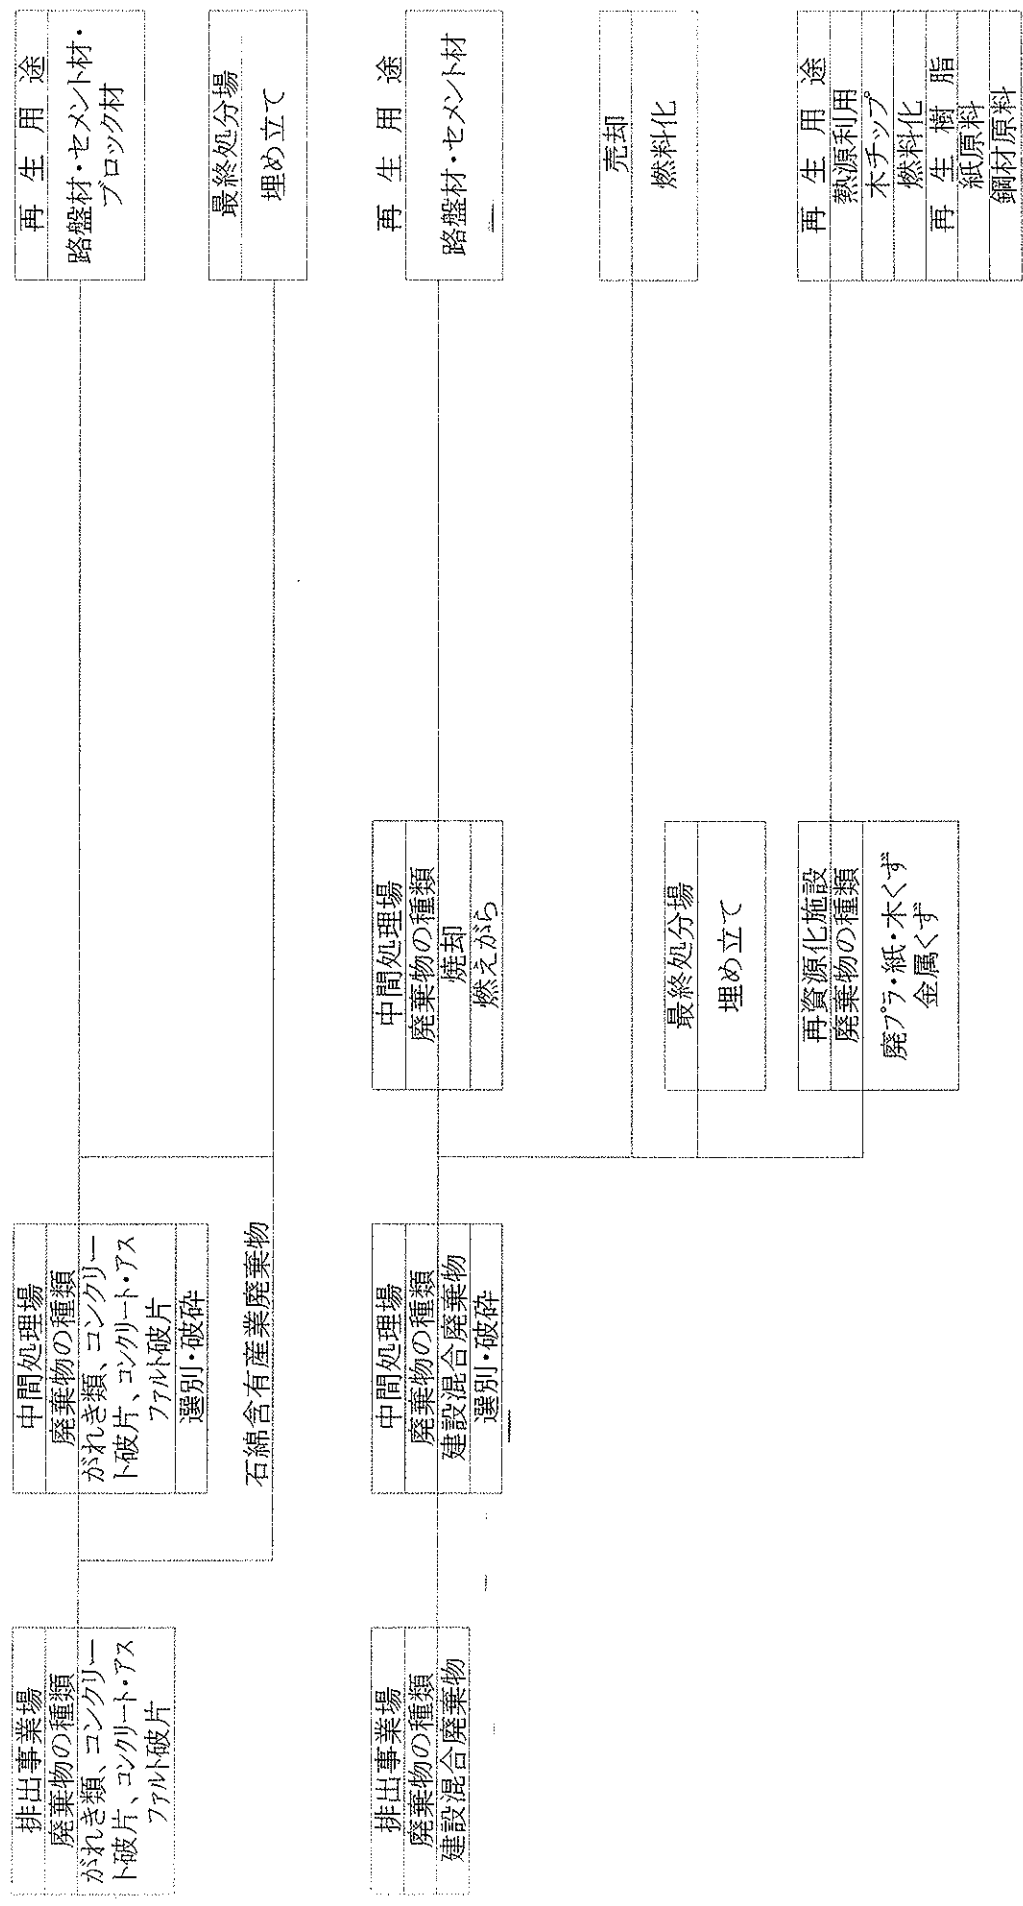 排出事業場
廃棄物の種類
がれき類、コンクリー
ト破片、コンクリート・アス
ファルト破片
中間処理場
廃棄物の種類
がれき類、コンクリー
ト破片、コンクリート・アス
ファルト破片
選別・破砕
石綿含有産業廃棄物
再生用途
路盤材・セメント材・
ブロック材
最終処分場
埋め立て
排出事業場
廃棄物の種類
建設混合廃棄物
中間処理場
廃棄物の種類
建設混合廃棄物
選別・破砕
中間処理場
廃棄物の種類
焼却
燃えがら
再生用途
路盤材・セメント材
売却
燃料化
最終処分場
埋め立て
再資源化施設
廃棄物の種類
廃プラ・紙・木くず
金属くず
再生用途
熱源利用
木チップ
燃料化
再生樹脂
紙原料
鋼材原料